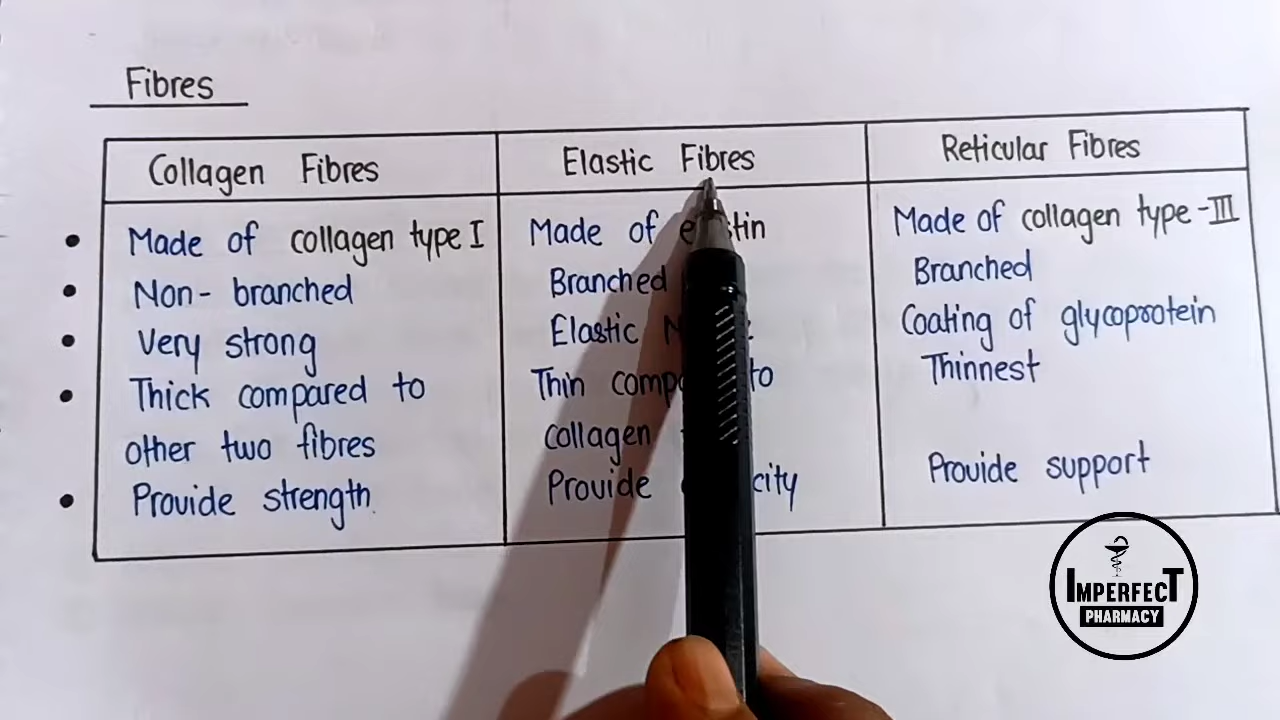 Fibres
Collagen Fibres
Elastic Fibres
Reticular Fibres
Made of collagen type I
Made of
Made of collagen type-III
Non-branched
Branched
Branched
Very strong
Elastic
Coating of glycoprotein
Thick compared to
Thin to
Thinnest
other two fibres
collagen
Provide strength
Provide
Provide support
IMPERFECT
PHARMACY